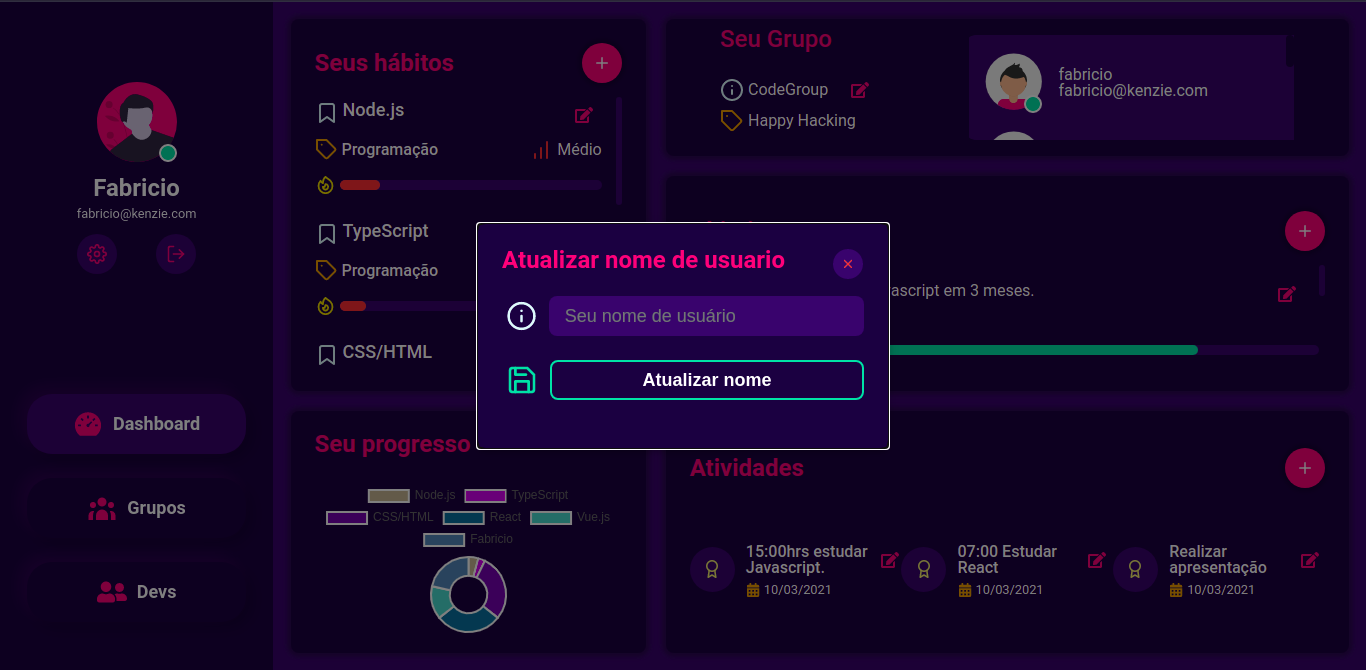 Fabricio
fabricio@kenzie.com
Dashboard
Grupos
Devs
Seus hábitos
+
Node.js
Programação
Médio
TypeScript
Programação
CSS/HTML
Seu Grupo
CodeGroup
Happy Hacking
fabricio
fabricio@kenzie.com
+
ascript em 3 meses.
Atualizar nome de usuario
×
Seu nome de usuário
Atualizar nome
Seu progresso
Node.js TypeScript
CSS/HTML React Vue.js
Fabricio
Atividades
+
15:00hrs estudar
Javascript.
10/03/2021
07:00 Estudar
React
10/03/2021
Realizar
apresentação
10/03/2021